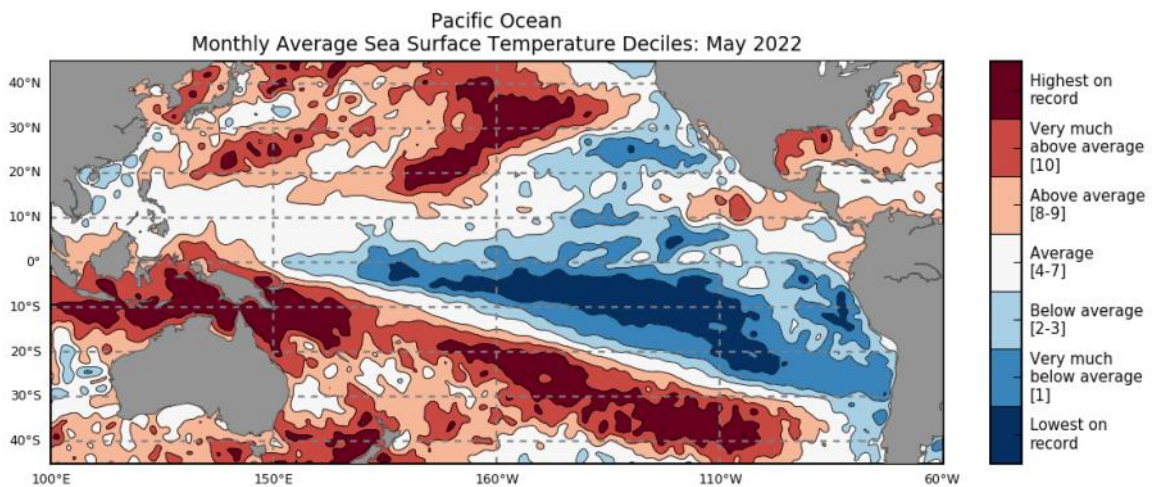 Pacific Ocean
Monthly Average Sea Surface Temperature Deciles: May 2022
40°N
30°N
20°N
10°N
0°
10°S
20°S
30°S
40°S
100°E
150°E
160°W
110°W
60°W
Highest on
record
Very much
above average
[10]
Above average
[8-9]
Average
[4-7]
Below average
[2-3]
Very much
below average
[1]
Lowest on
record